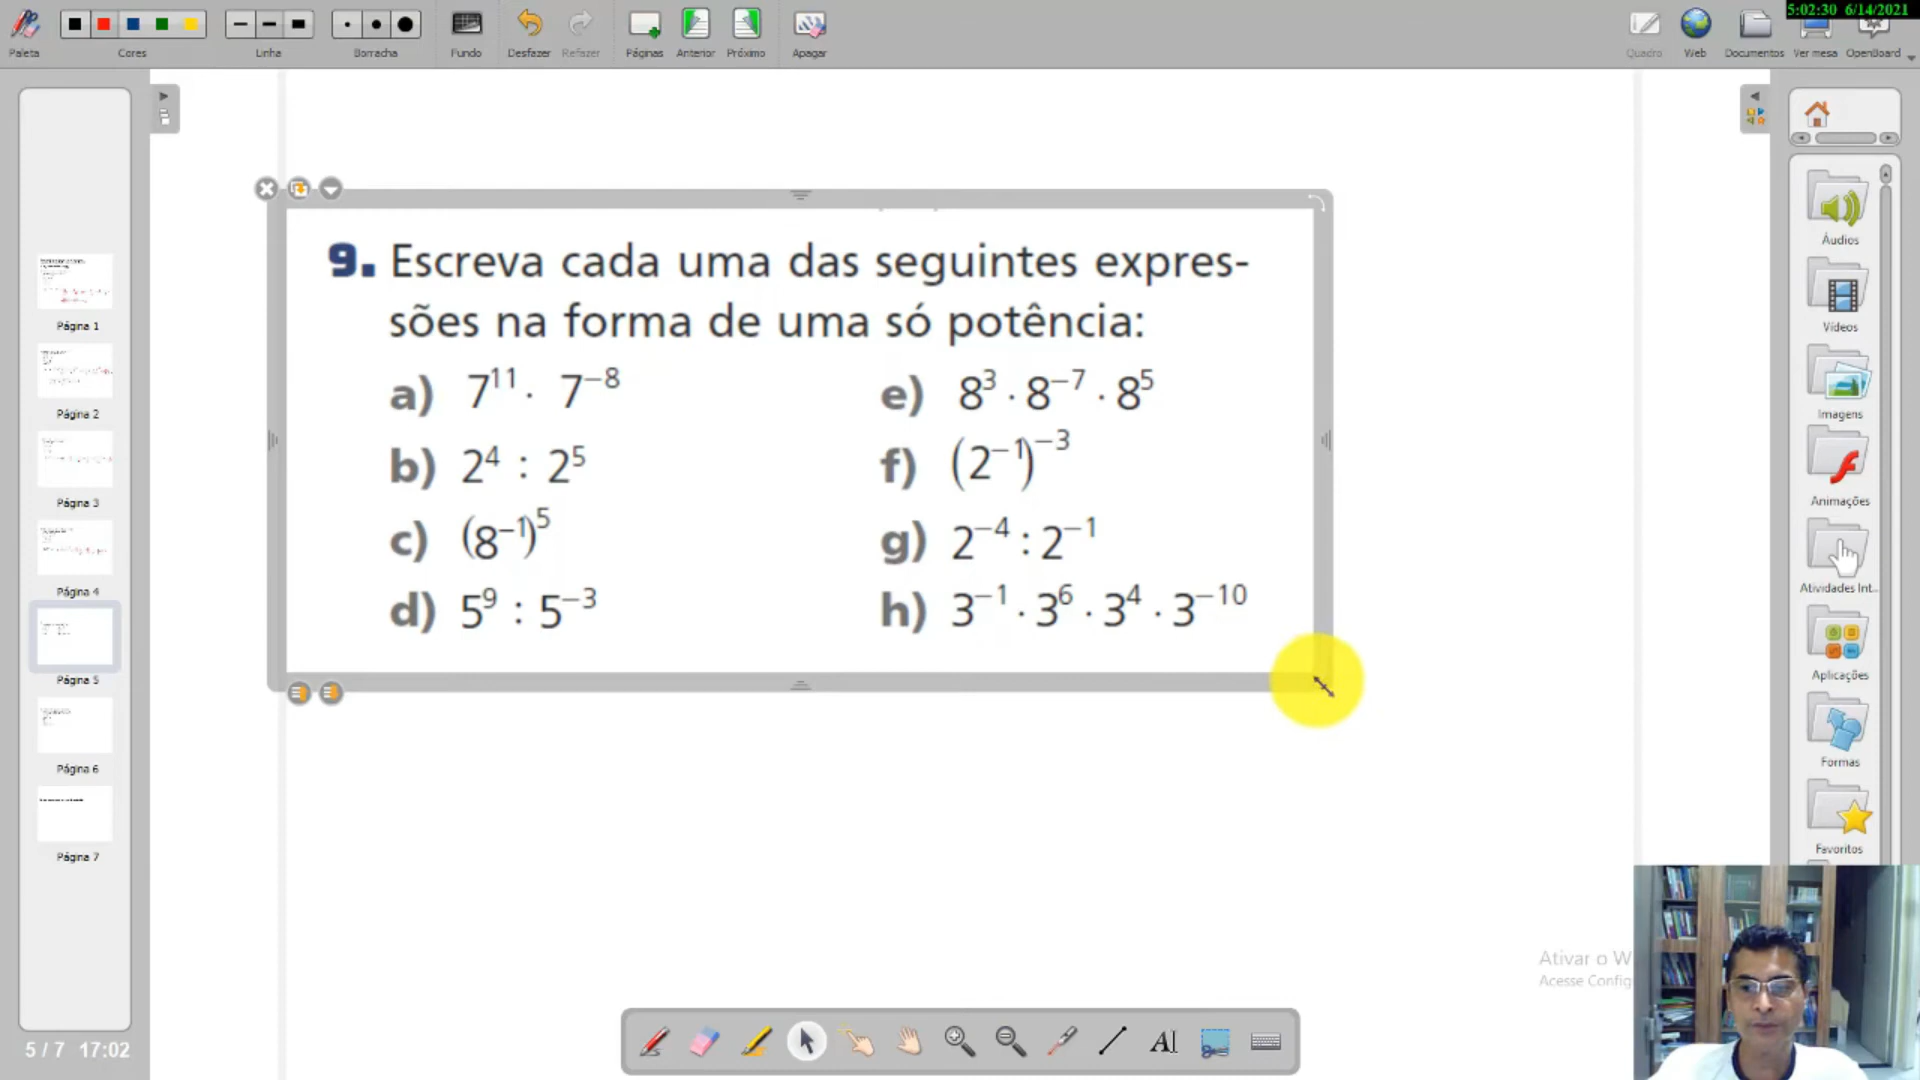 5:02:30 6/14/2021
Paleta
Cores
Linha
Borracha
Fundo
Desfazer
Refazer
Páginas
Anterior
Próximo
Apagar
Quadro
Web
Documentos
Ver mesa
OpenBoard
Página 1
Página 2
Página 3
Página 4
Página 5
Página 6
Página 7
5 / 7 17:02
9. Escreva cada uma das seguintes expres-
sões na forma de uma só potência:
a) 7¹¹ · 7⁻⁸
e) 8³ · 8⁻⁷ · 8⁵
b) 2⁴ : 2⁵
f) (2⁻¹)⁻³
c) (8⁻¹)⁵
g) 2⁻⁴ : 2⁻¹
d) 5⁹ : 5⁻³
h) 3⁻¹ · 3⁶ · 3⁴ · 3⁻¹⁰
Áudios
Vídeos
Imagens
Animações
Atividades Int...
Aplicações
Formas
Favoritos
Ativar o W
Acesse Config
AI